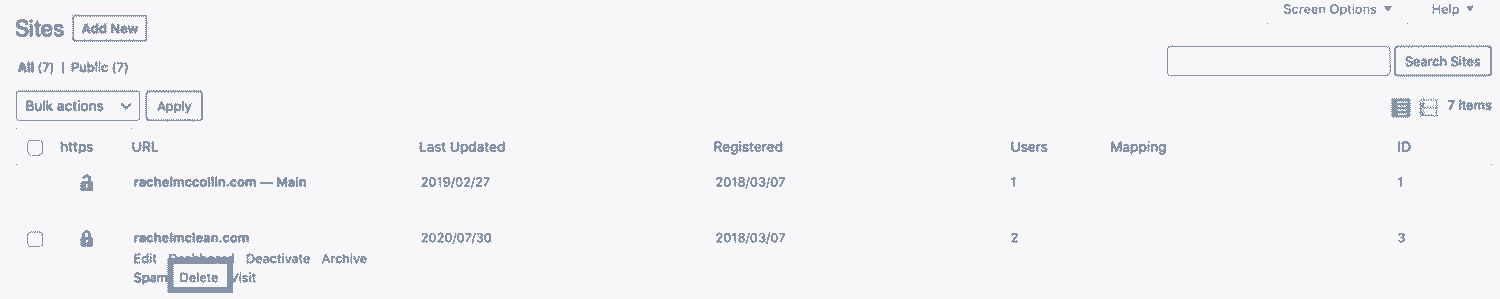 Screen Options ▼ Help ▼
Sites Add New
All (7) | Public (7)
Search Sites
Bulk actions Apply 7 items
https URL Last Updated Registered Users Mapping ID
rachelmccollin.com — Main 2019/02/27 2018/03/07 1 1
rachelmclean.com 2020/07/30 2018/03/07 2 3
Edit Dashboard Deactivate Archive
Spam Delete Visit